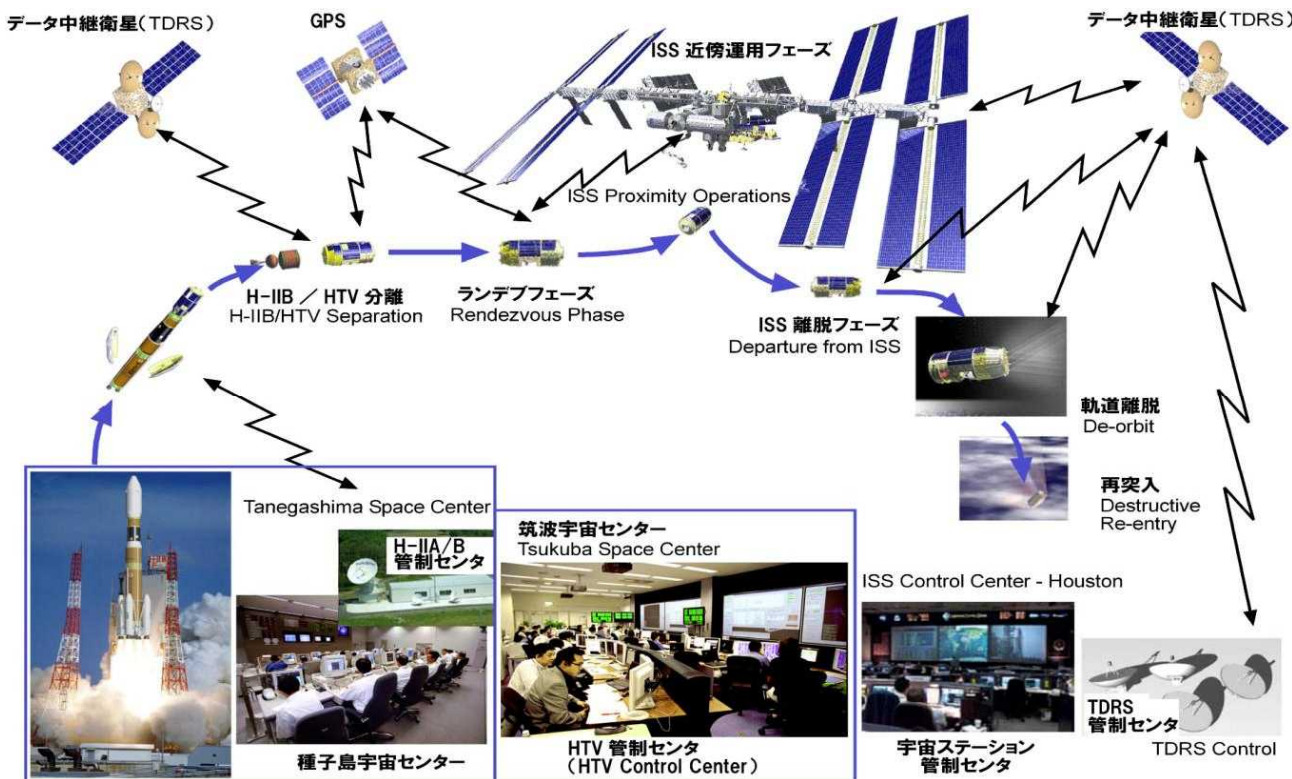 データ中継衛星(TDRS)
GPS
ISS 近傍運用フェーズ
データ中継衛星(TDRS)
ISS Proximity Operations
H-IIB / HTV 分離
H-IIB/HTV Separation
ランデブフェーズ
Rendezvous Phase
ISS 離脱フェーズ
Departure from ISS
軌道離脱
De-orbit
再突入
Destructive
Re-entry
Tanegashima Space Center
H-IIA/B
管制センタ
種子島宇宙センター
筑波宇宙センター
Tsukuba Space Center
HTV 管制センタ
(HTV Control Center)
ISS Control Center - Houston
宇宙ステーション
管制センタ
TDRS
管制センタ
TDRS Control